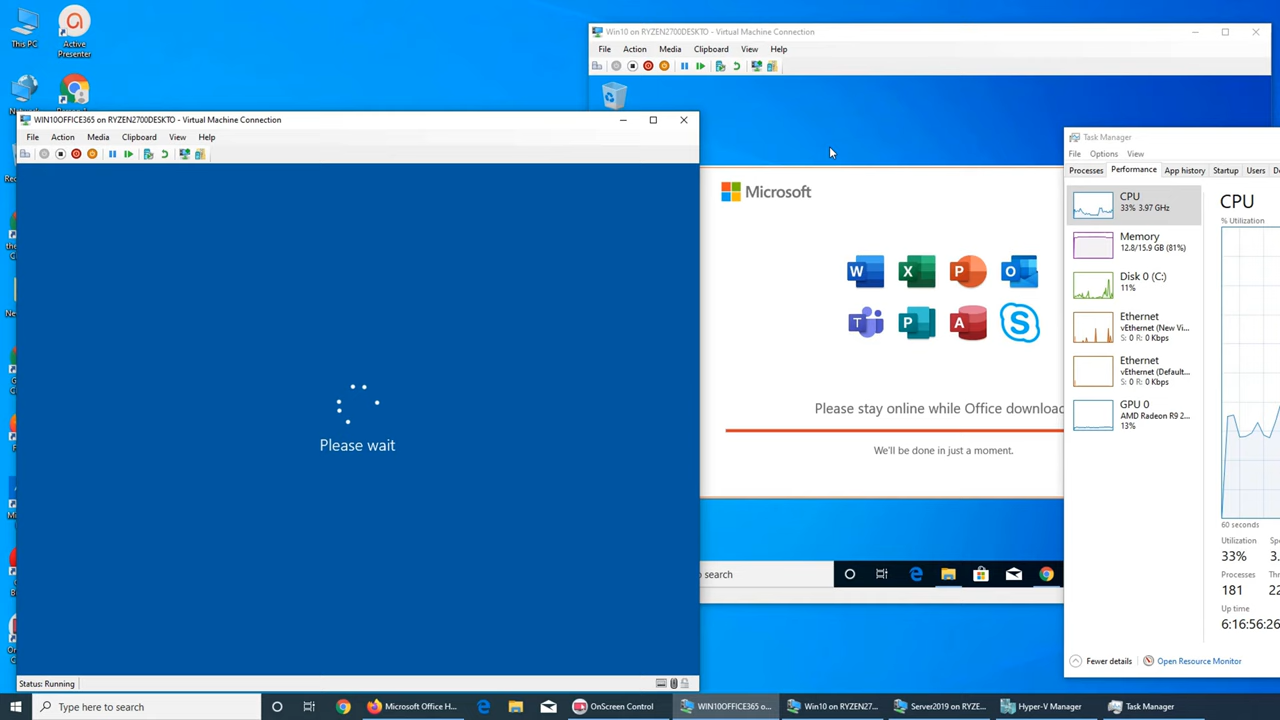 This PC
Active
Presenter
Win10 on RYZEN2700DESKTO - Virtual Machine Connection
File Action Media Clipboard View Help
WIN10OFFICE365 on RYZEN2700DESKTO - Virtual Machine Connection
File Action Media Clipboard View Help
Please wait
Status: Running
Microsoft
W X P O
T P A S
Please stay online while Office downloa
We'll be done in just a moment.
o search
Task Manager
File Options View
Processes Performance App history Startup Users
CPU
33% 3.97 GHz
Memory
12.8/15.9 GB (81%)
Disk 0 (C:)
11%
Ethernet
vEthernet (New Vi...
S: 0 R: 0 Kbps
Ethernet
vEthernet (Default...
S: 0 R: 0 Kbps
GPU 0
AMD Radeon R9 2...
13%
CPU
% Utilization
60 seconds
Utilization
33%
Processes
181
Up time
6:16:56:26
Fewer details Open Resource Monitor
Type here to search
Microsoft Office H...
OnScreen Control
WIN10OFFICE365 o...
Win10 on RYZEN27...
Server2019 on RYZE...
Hyper-V Manager
Task Manager